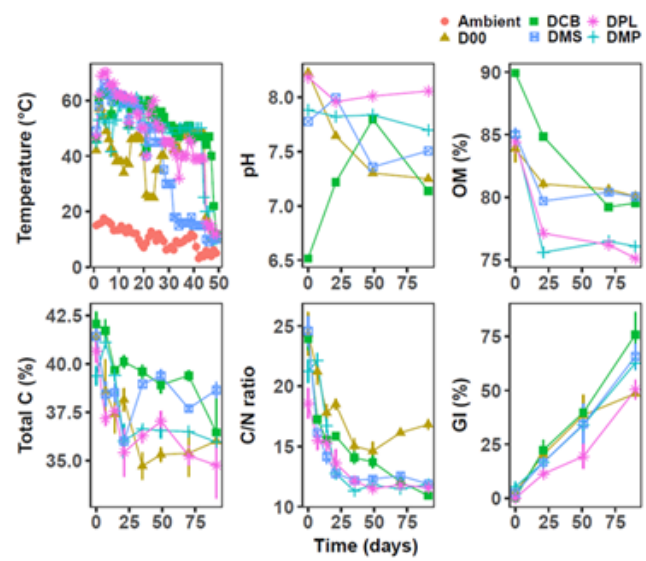 Ambient DCB DPL
D00 DMS DMP
Temperature (°C)
60
40
20
0
0 10 20 30 40 50
pH
8.0
7.5
7.0
6.5
0 25 50 75
OM (%)
90
85
80
75
0 25 50 75
Total C (%)
42.5
40.0
37.5
35.0
0 25 50 75
C/N ratio
25
20
15
10
0 25 50 75
GI (%)
75
50
25
0
0 25 50 75
Time (days)